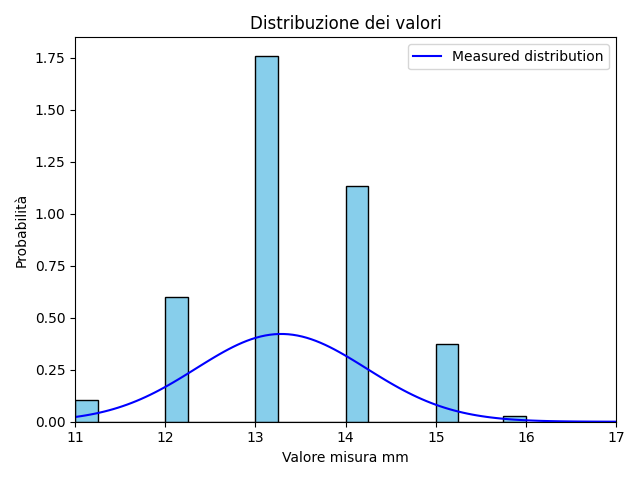 Distribuzione dei valori
Measured distribution
Probabilità
1.75
1.50
1.25
1.00
0.75
0.50
0.25
0.00
11 12 13 14 15 16 17
Valore misura mm